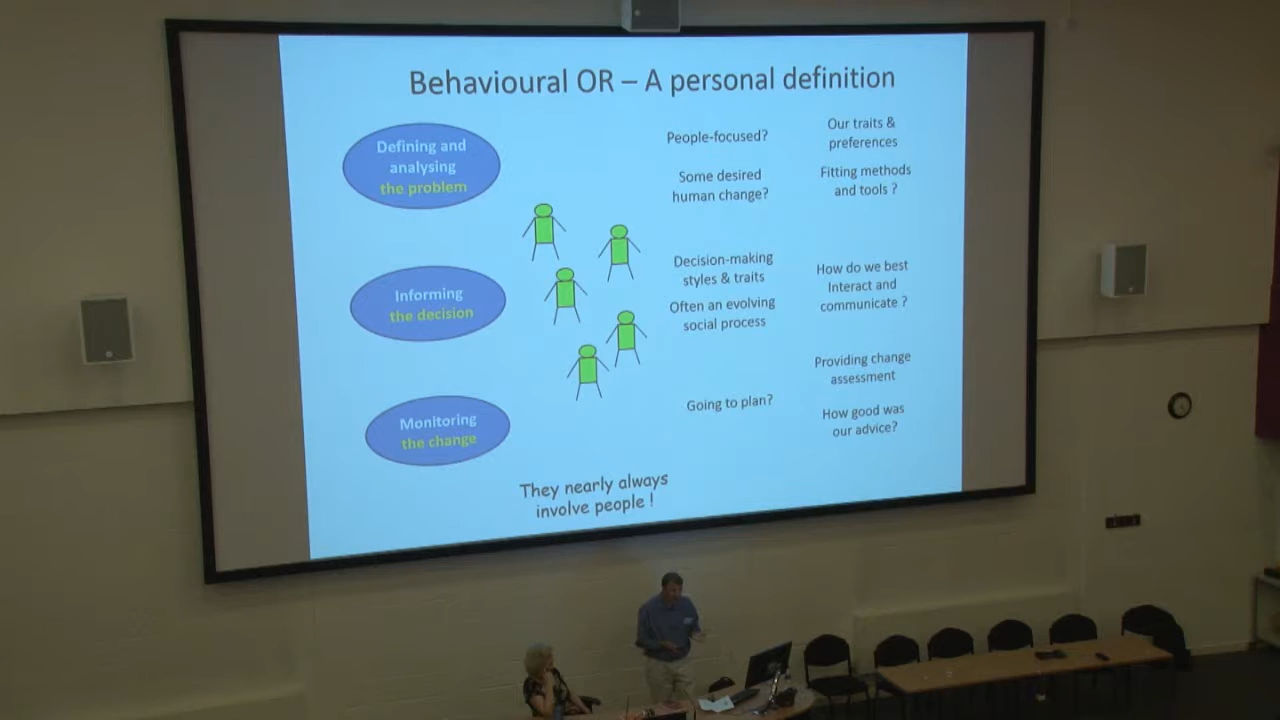 Behavioural OR – A personal definition
Defining and
analysing
the problem
Informing
the decision
Monitoring
the change
They nearly always
involve people !
People-focused?
Some desired
human change?
Decision-making
styles & traits
Often an evolving
social process
Going to plan?
Our traits &
preferences
Fitting methods
and tools ?
How do we best
Interact and
communicate ?
Providing change
assessment
How good was
our advice?